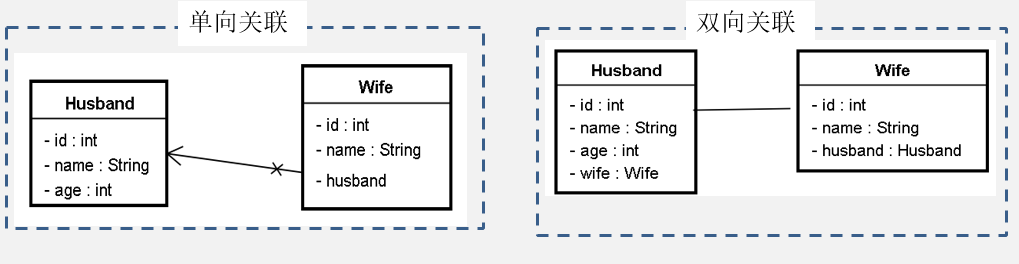 单向关联
Husband
- id : int
- name : String
- age : int
Wife
- id : int
- name : String
- husband
双向关联
Husband
- id : int
- name : String
- age : int
- wife : Wife
Wife
- id : int
- name : String
- husband : Husband